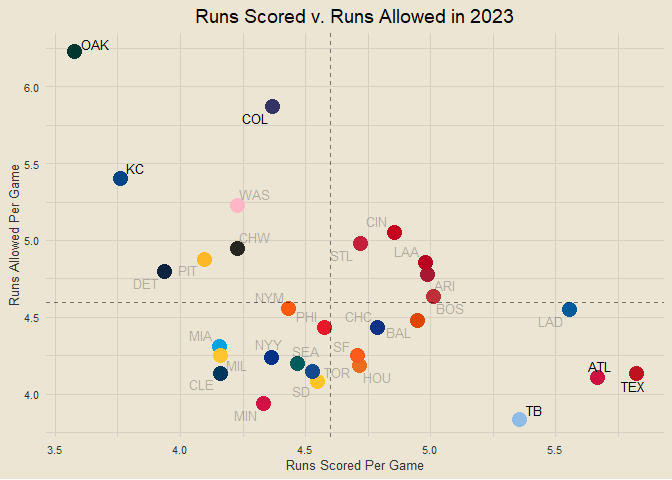 Runs Scored v. Runs Allowed in 2023
OAK
6.0
COL
5.5
KC
WAS
CIN
5.0
CHW
STL
LAA
PIT
DET
ARI
NYM
BOS
4.5
PHI
CHC
LAD
BAL
MIA
NYY
SEA
SF
MIL
TOR
HOU
ATL
CLE
TEX
4.0
SD
MIN
TB
3.5
4.0
4.5
5.0
5.5
Runs Scored Per Game
Runs Allowed Per Game